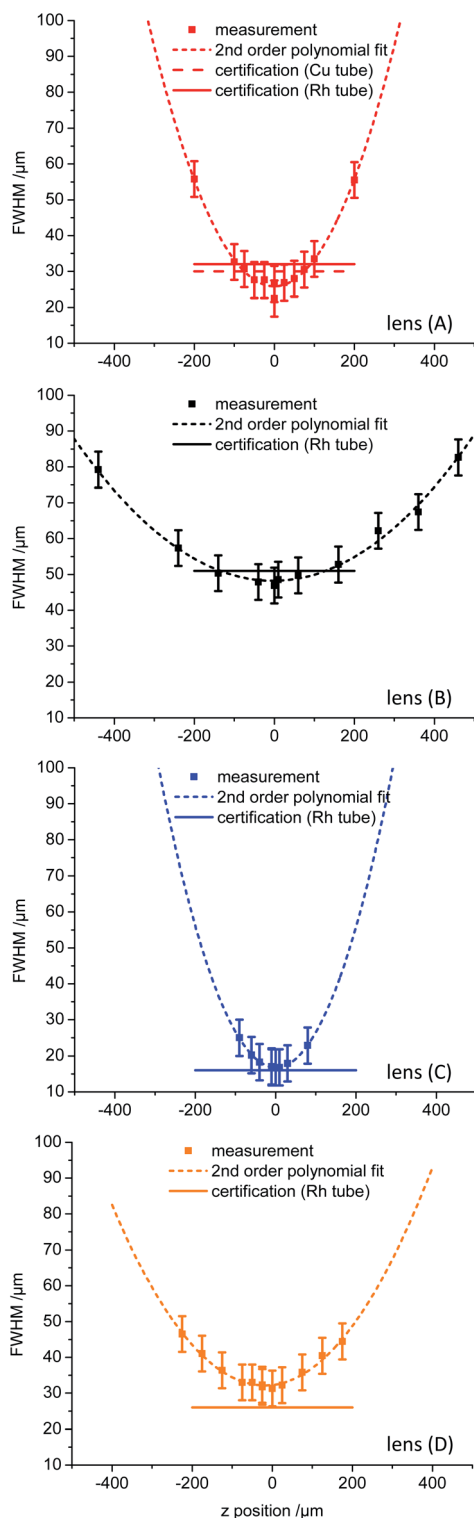 100
90
80
70
60
50
40
30
20
10
FWHM /µm
measurement
2nd order polynomial fit
certification (Cu tube)
certification (Rh tube)
lens (A)
-400 -200 0 200 400
100
90
80
70
60
50
40
30
20
10
FWHM /µm
measurement
2nd order polynomial fit
certification (Rh tube)
lens (B)
-400 -200 0 200 400
100
90
80
70
60
50
40
30
20
10
FWHM /µm
measurement
2nd order polynomial fit
certification (Rh tube)
lens (C)
-400 -200 0 200 400
100
90
80
70
60
50
40
30
20
10
FWHM /µm
measurement
2nd order polynomial fit
certification (Rh tube)
lens (D)
-400 -200 0 200 400
z position /µm